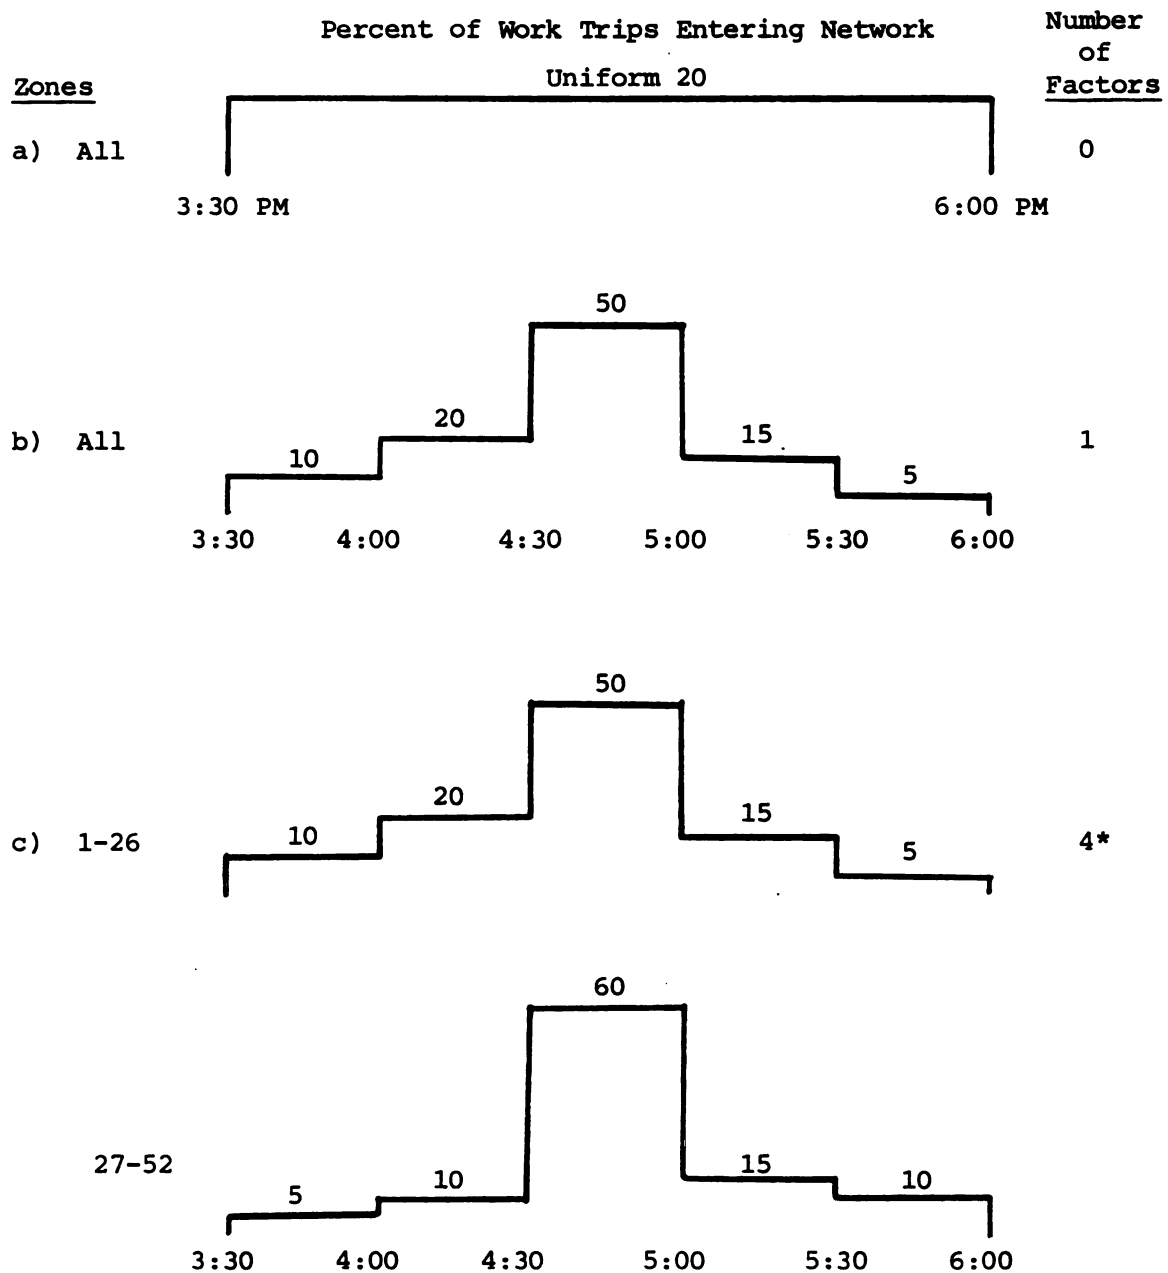 Percent of Work Trips Entering Network
Number
of
Factors
Zones
Uniform 20
a) All
0
3:30 PM
6:00 PM
50
20
15
b) All
1
10
5
3:30 4:00 4:30 5:00 5:30 6:00
50
20
15
c) 1-26
10
5
4*
60
27-52
5
10
15
10
3:30 4:00 4:30 5:00 5:30 6:00